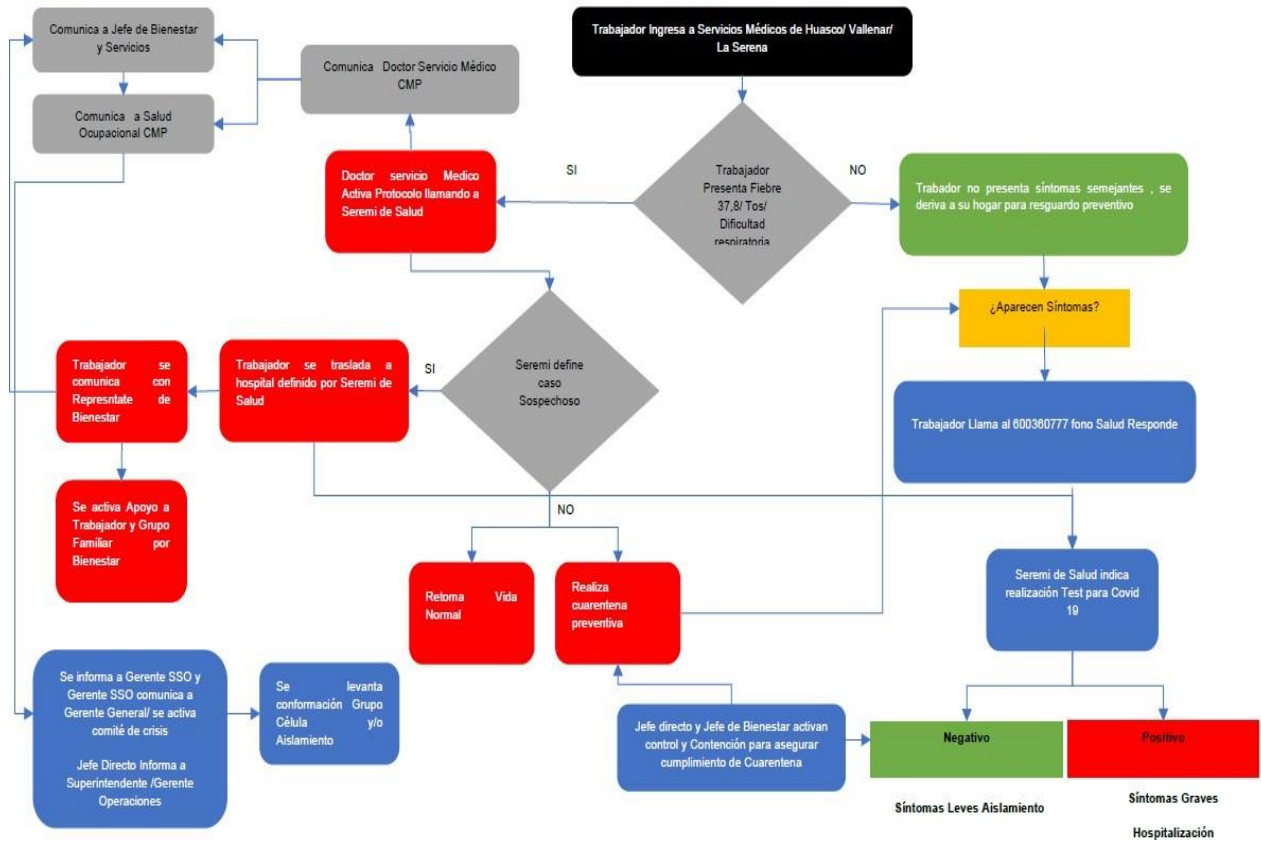 Comunica a Jefe de Bienestar
y Servicios
Trabajador Ingresa a Servicios Médicos de Huasco/ Vallenar/
La Serena
Comunica Doctor Servicio Médico
CMP
Comunica a Salud
Ocupacional CMP
Doctor servicio Medico
Activa Protocolo llamando a
Seremi de Salud
SI
Trabajador
Presenta Fiebre
37,8/ Tos/
Dificultad
respiratoria
NO
Trabador no presenta síntomas semejantes , se
deriva a su hogar para resguardo preventivo
¿Aparecen Síntomas?
Trabajador se
comunica con
Represntate de
Bienestar
Trabajador se traslada a
hospital definido por Seremi de
Salud
SI
Seremi define
caso
Sospechoso
Trabajador Llama al 600360777 fono Salud Responde
Se activa Apoyo a
Trabajador y Grupo
Familiar por
Bienestar
NO
Retoma Vida
Normal
Realiza
cuarentena
preventiva
Seremi de Salud indica
realización Test para Covid
19
Se informa a Gerente SSO y
Gerente SSO comunica a
Gerente General/ se activa
comité de crisis
Jefe Directo Informa a
Superintendente /Gerente
Operaciones
Se levanta
conformación Grupo
Célula y/o
Aislamiento
Jefe directo y Jefe de Bienestar activan
control y Contención para asegurar
cumplimiento de Cuarentena
Negativo
Positivo
Síntomas Leves Aislamiento
Síntomas Graves
Hospitalización